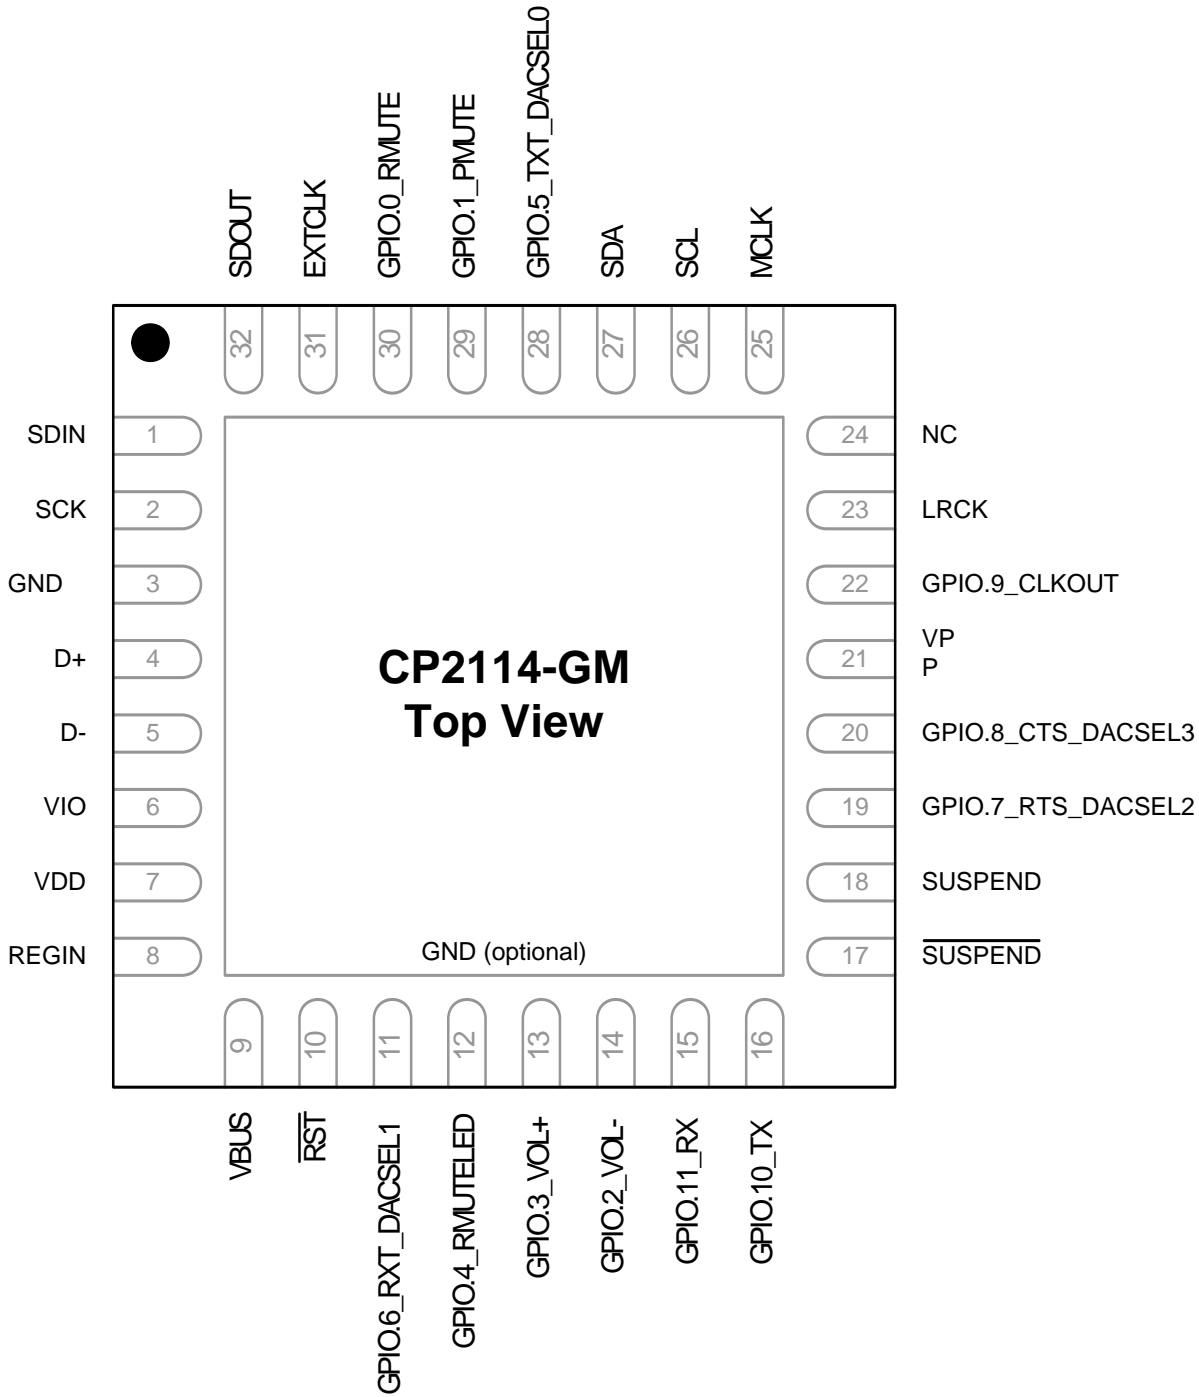 SDOUT
EXTCLK
GPIO.0_RMUTE
GPIO.1_PMUTE
GPIO.5_TXT_DACSEL0
SDA
SCL
MCLK
32
31
30
29
28
27
26
25
SDIN 1
SCK 2
GND 3
D+ 4
D- 5
VIO 6
VDD 7
REGIN 8
CP2114-GM
Top View
GND (optional)
24 NC
23 LRCK
22 GPIO.9_CLKOUT
21 VP
P
20 GPIO.8_CTS_DACSEL3
19 GPIO.7_RTS_DACSEL2
18 SUSPEND
17 S̅U̅S̅P̅E̅N̅D̅
9
10
11
12
13
14
15
16
VBUS
R̅S̅T̅
GPIO.6_RXT_DACSEL1
GPIO.4_RMUTELED
GPIO.3_VOL+
GPIO.2_VOL-
GPIO.11_RX
GPIO.10_TX